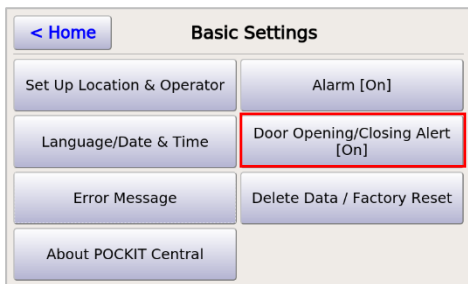 < Home
Basic Settings
Set Up Location & Operator
Alarm [On]
Language/Date & Time
Door Opening/Closing Alert
[On]
Error Message
Delete Data / Factory Reset
About POCKIT Central